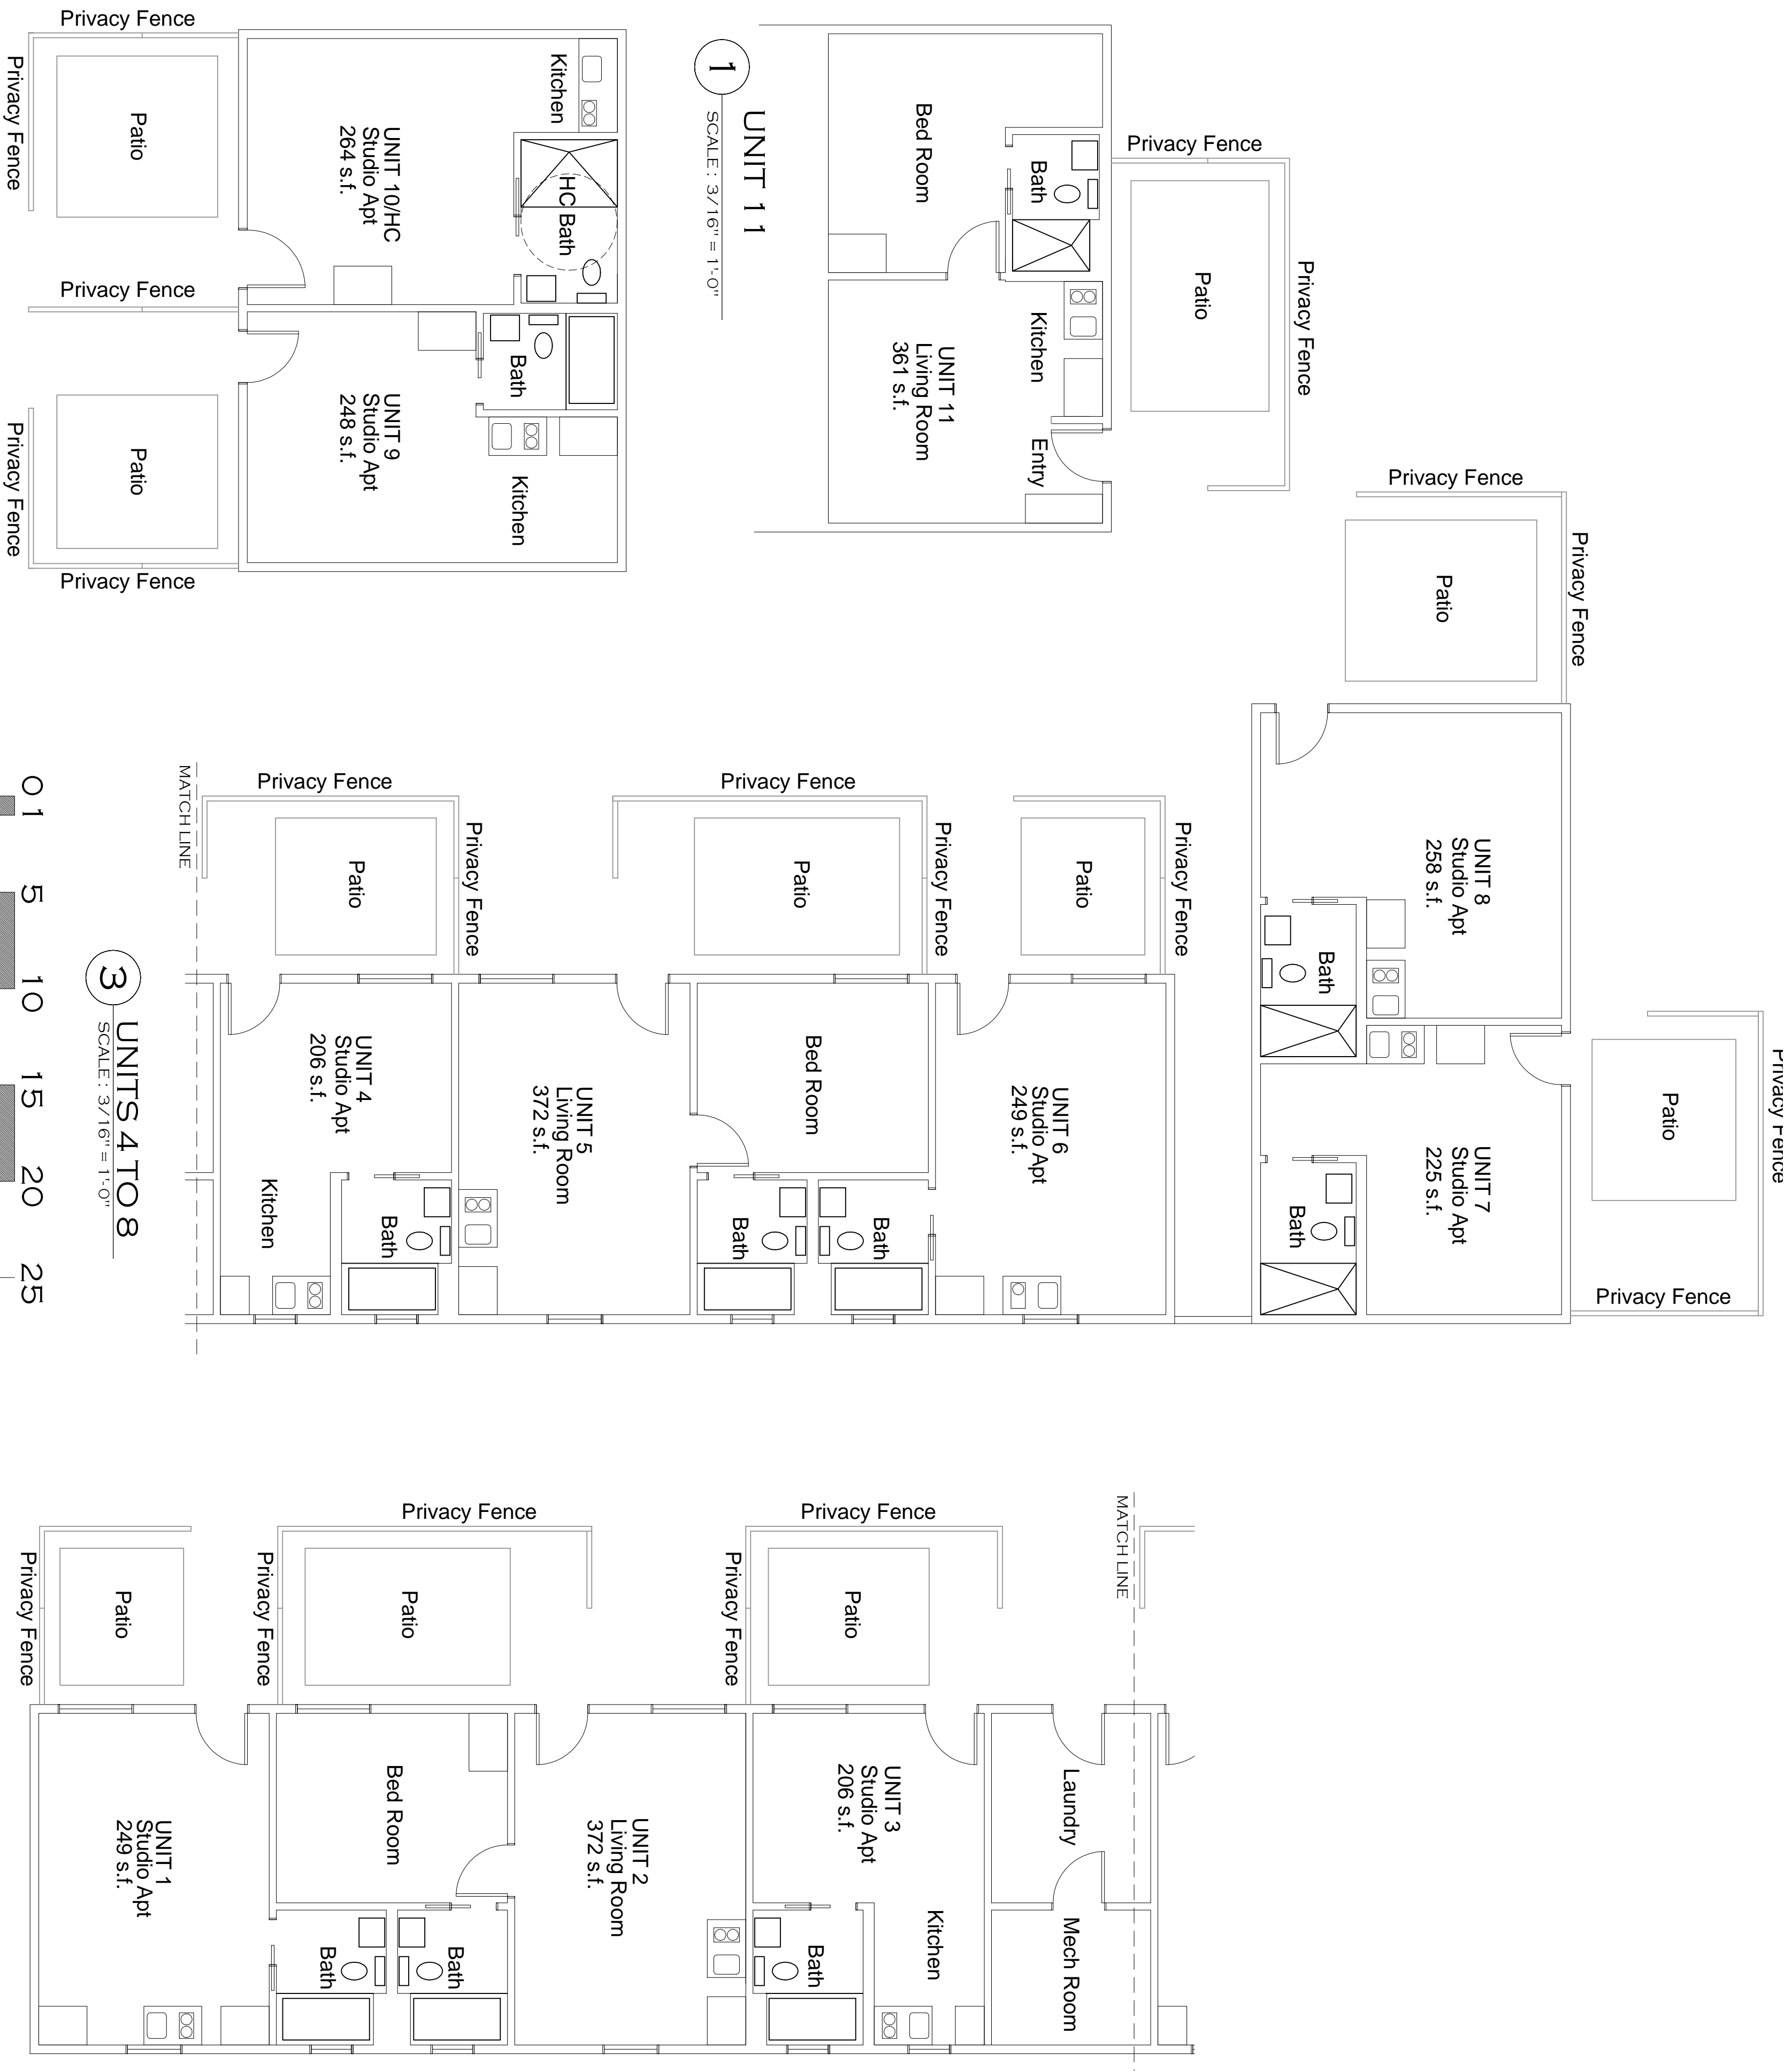 Privacy Fence
Privacy Fence
Patio
UNIT 10/HC
Studio Apt
264 s.f.
Kitchen
HC Bath
Privacy Fence
UNIT 9
Studio Apt
248 s.f.
Bath
Kitchen
Patio
Privacy Fence
Privacy Fence
1
UNIT 11
SCALE : 3/16" = 1'-0"
Bed Room
Bath
Kitchen
UNIT 11
Living Room
361 s.f.
Entry
Privacy Fence
Patio
Privacy Fence
Privacy Fence
Privacy Fence
Patio
UNIT 8
Studio Apt
258 s.f.
Bath
Patio
Privacy Fence
Privacy Fence
UNIT 7
Studio Apt
225 s.f.
Bath
MATCH LINE
Privacy Fence
Patio
Privacy Fence
Privacy Fence
Patio
Privacy Fence
Patio
Privacy Fence
UNIT 4
Studio Apt
206 s.f.
Kitchen
Bath
UNIT 5
Living Room
372 s.f.
Bed Room
Bath
Bath
UNIT 6
Studio Apt
249 s.f.
3
UNITS 4 TO 8
SCALE : 3/16" = 1'-0"
0 1 5 10 15 20 25
Privacy Fence
Privacy Fence
MATCH LINE
Privacy Fence
Patio
Privacy Fence
Patio
Privacy Fence
Patio
UNIT 1
Studio Apt
249 s.f.
Bed Room
Bath
Bath
UNIT 2
Living Room
372 s.f.
UNIT 3
Studio Apt
206 s.f.
Bath
Kitchen
Laundry
Mech Room